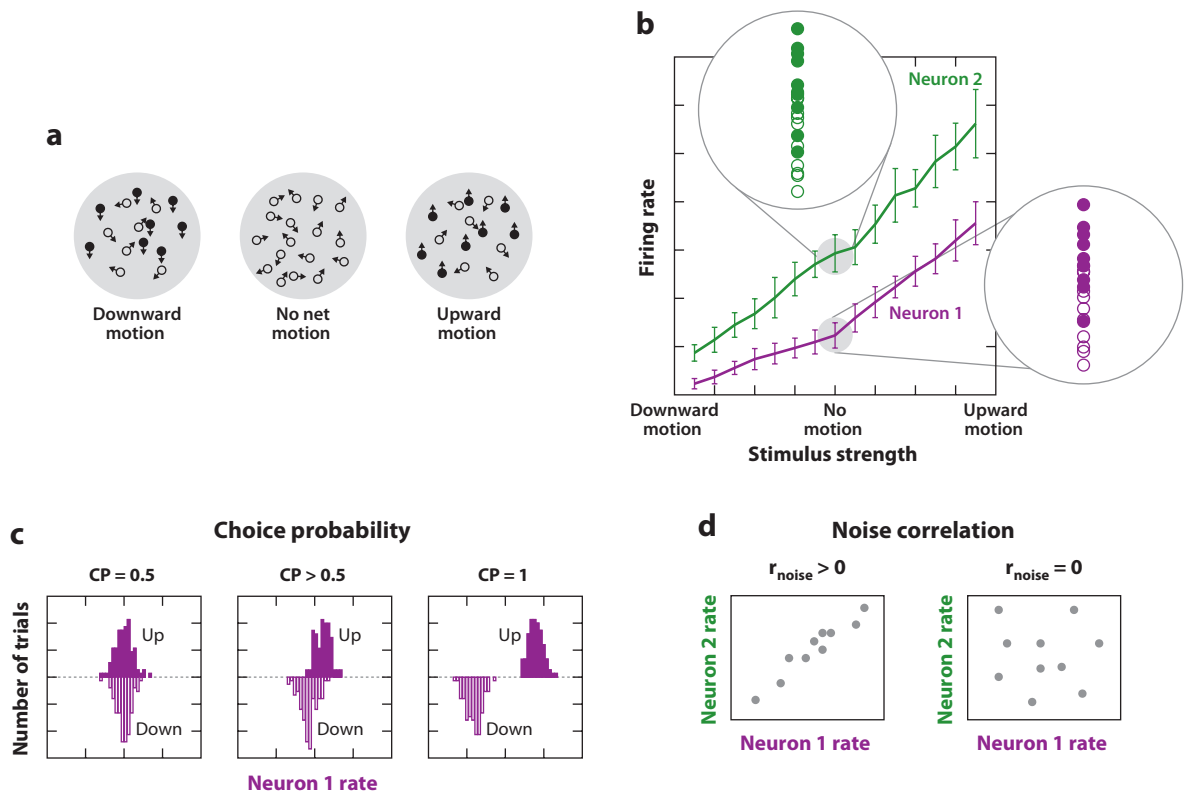 a
Downward
motion
No net
motion
Upward
motion
b
Firing rate
Neuron 2
Neuron 1
Downward
motion
No
motion
Upward
motion
Stimulus strength
c
Choice probability
CP = 0.5
CP > 0.5
CP = 1
Number of trials
Up
Down
Up
Down
Up
Down
Neuron 1 rate
d
Noise correlation
rnoise > 0
rnoise = 0
Neuron 2 rate
Neuron 2 rate
Neuron 1 rate
Neuron 1 rate